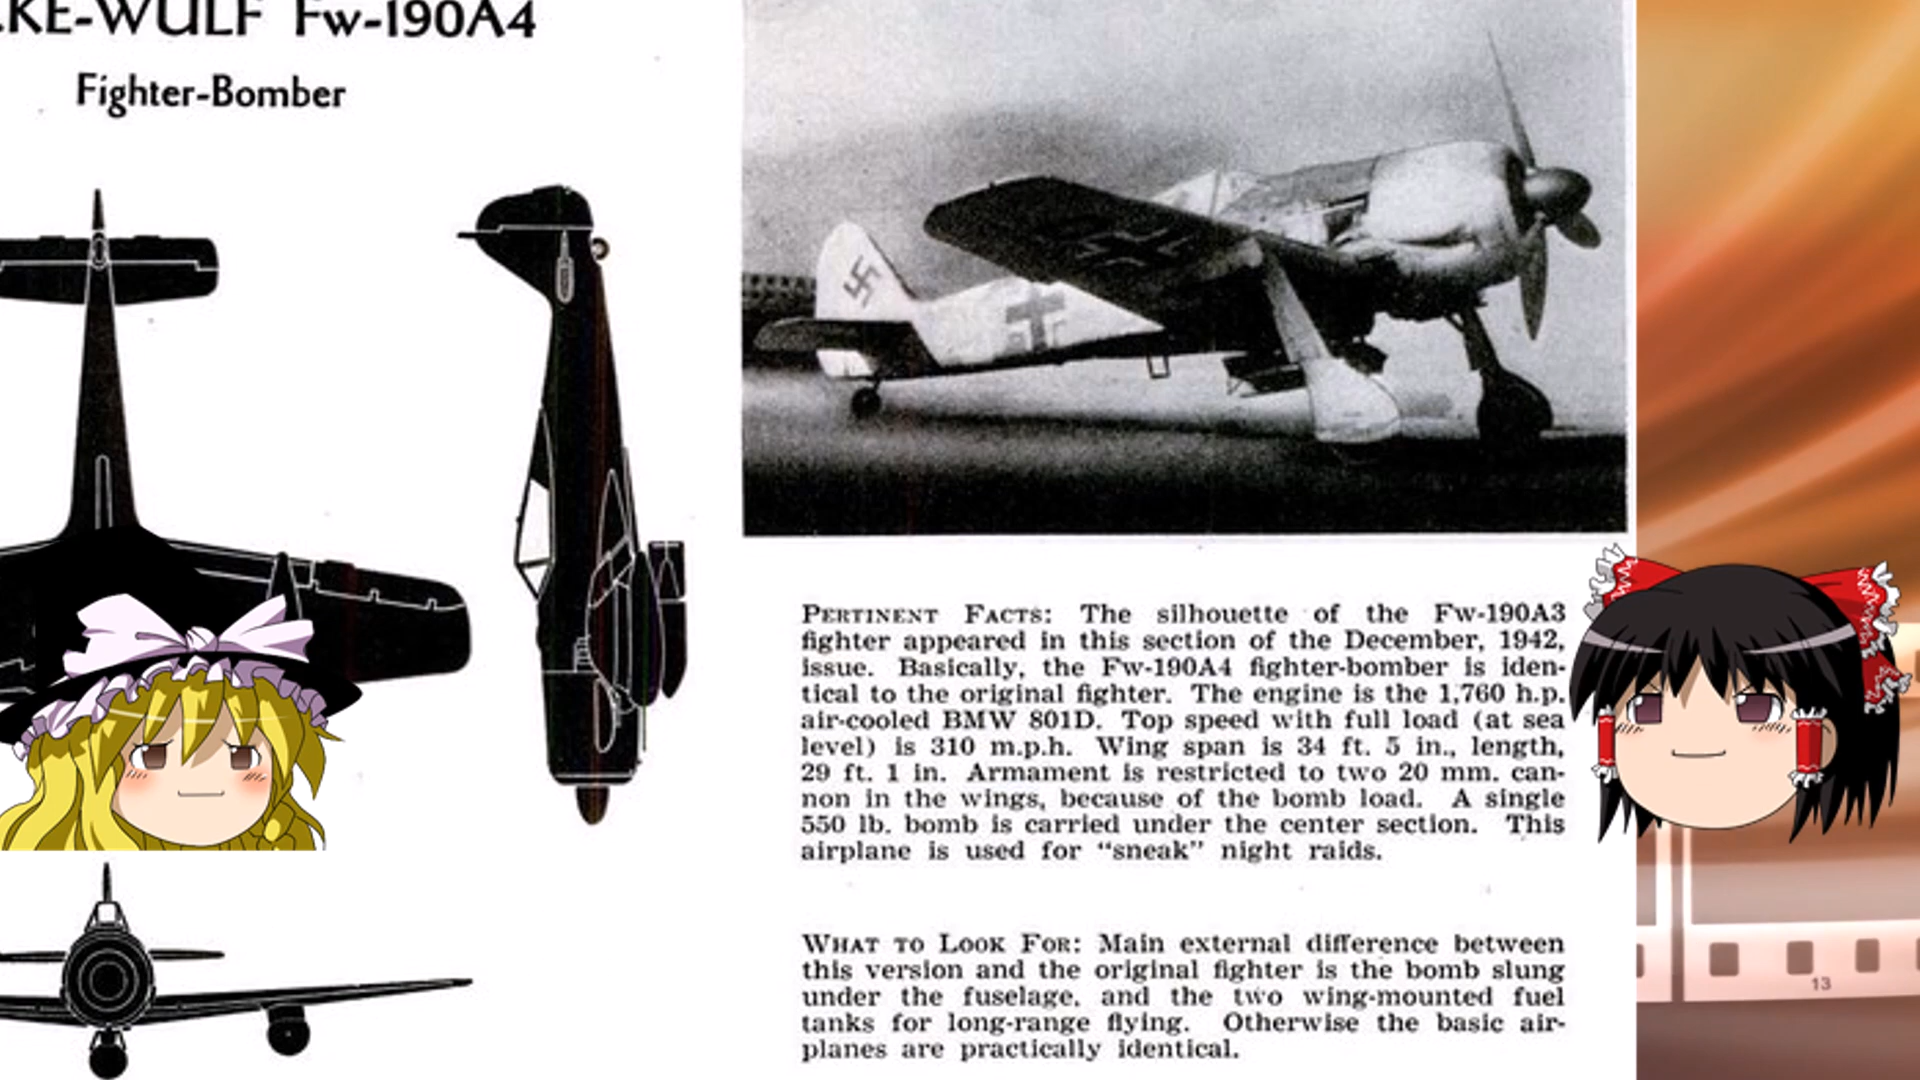 KE-WULF Fw-190A4
Fighter-Bomber
PERTINENT FACTS: The silhouette of the Fw-190A3
fighter appeared in this section of the December, 1942,
issue. Basically, the Fw-190A4 fighter-bomber is iden-
tical to the original fighter. The engine is the 1,760 h.p.
air-cooled BMW 801D. Top speed with full load (at sea
level) is 310 m.p.h. Wing span is 34 ft. 5 in., length,
29 ft. 1 in. Armament is restricted to two 20 mm. can-
non in the wings, because of the bomb load. A single
550 lb. bomb is carried under the center section. This
airplane is used for “sneak” night raids.
WHAT TO LOOK FOR: Main external difference between
this version and the original fighter is the bomb slung
under the fuselage, and the two wing-mounted fuel
tanks for long-range flying. Otherwise the basic air-
planes are practically identical.
13